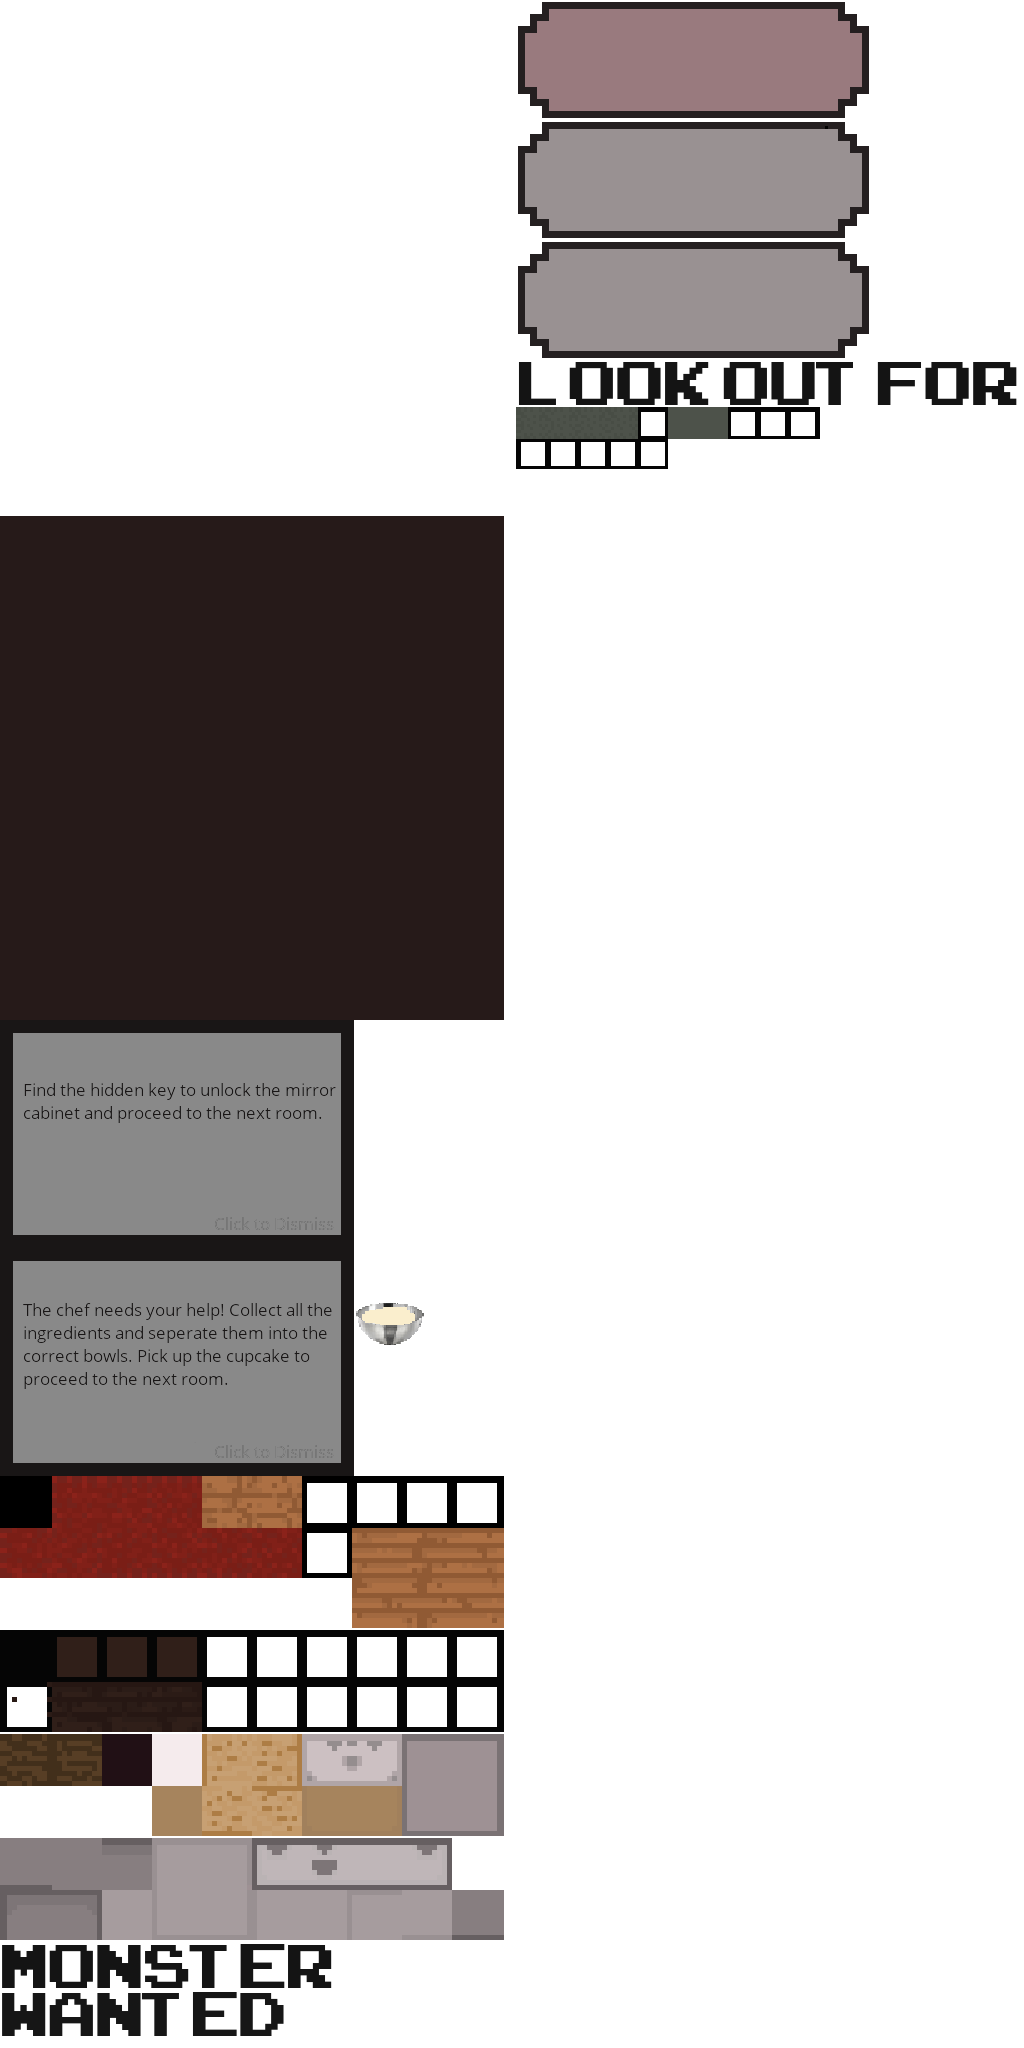 LOOK OUT FOR
Find the hidden key to unlock the mirror
cabinet and proceed to the next room.
Click to Dismiss
The chef needs your help! Collect all the
ingredients and seperate them into the
correct bowls. Pick up the cupcake to
proceed to the next room.
Click to Dismiss
MONSTER
WANTED